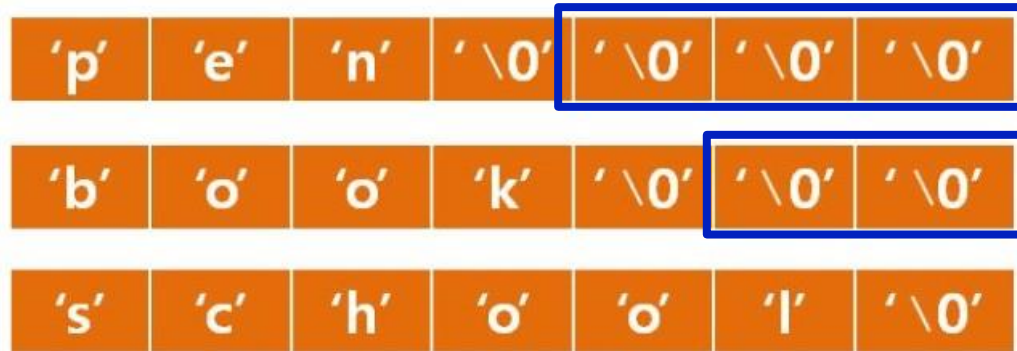 ‘p’ ‘e’ ‘n’ ‘\0’ ‘\0’ ‘\0’ ‘\0’
‘b’ ‘o’ ‘o’ ‘k’ ‘\0’ ‘\0’ ‘\0’
‘s’ ‘c’ ‘h’ ‘o’ ‘o’ ‘l’ ‘\0’